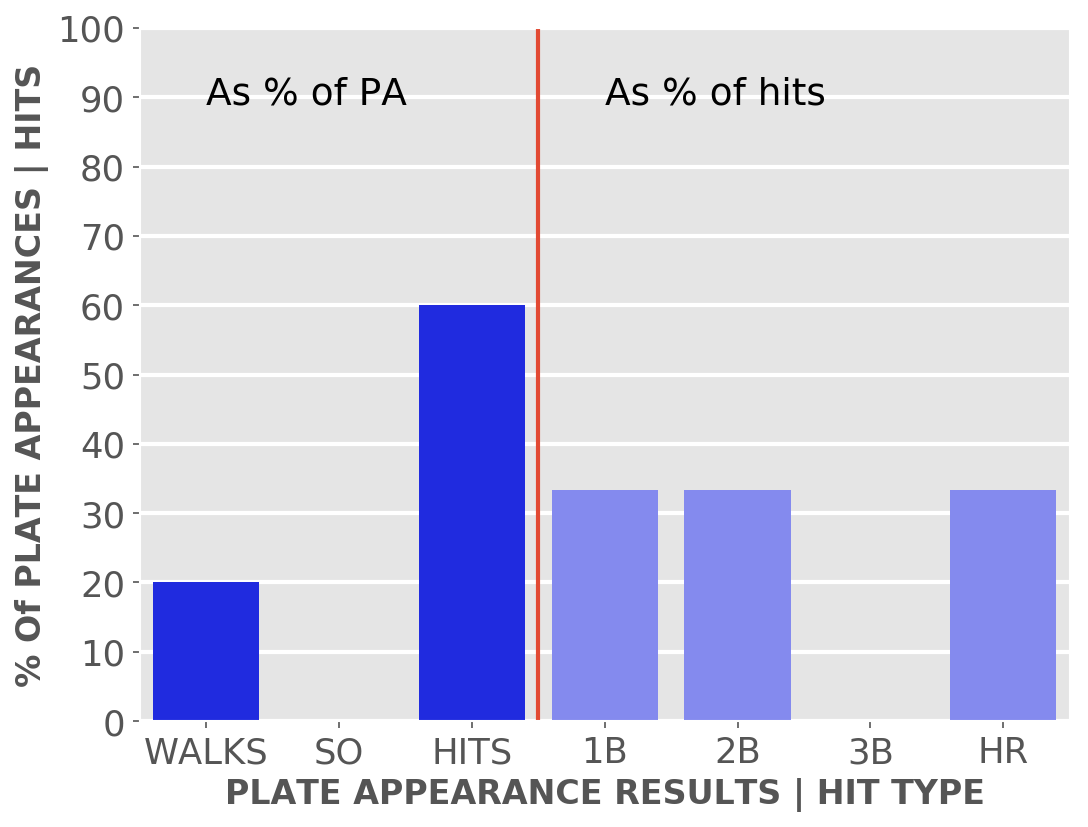 % Of PLATE APPEARANCES | HITS
100
90
80
70
60
50
40
30
20
10
0
As % of PA
As % of hits
WALKS SO HITS 1B 2B 3B HR
PLATE APPEARANCE RESULTS | HIT TYPE